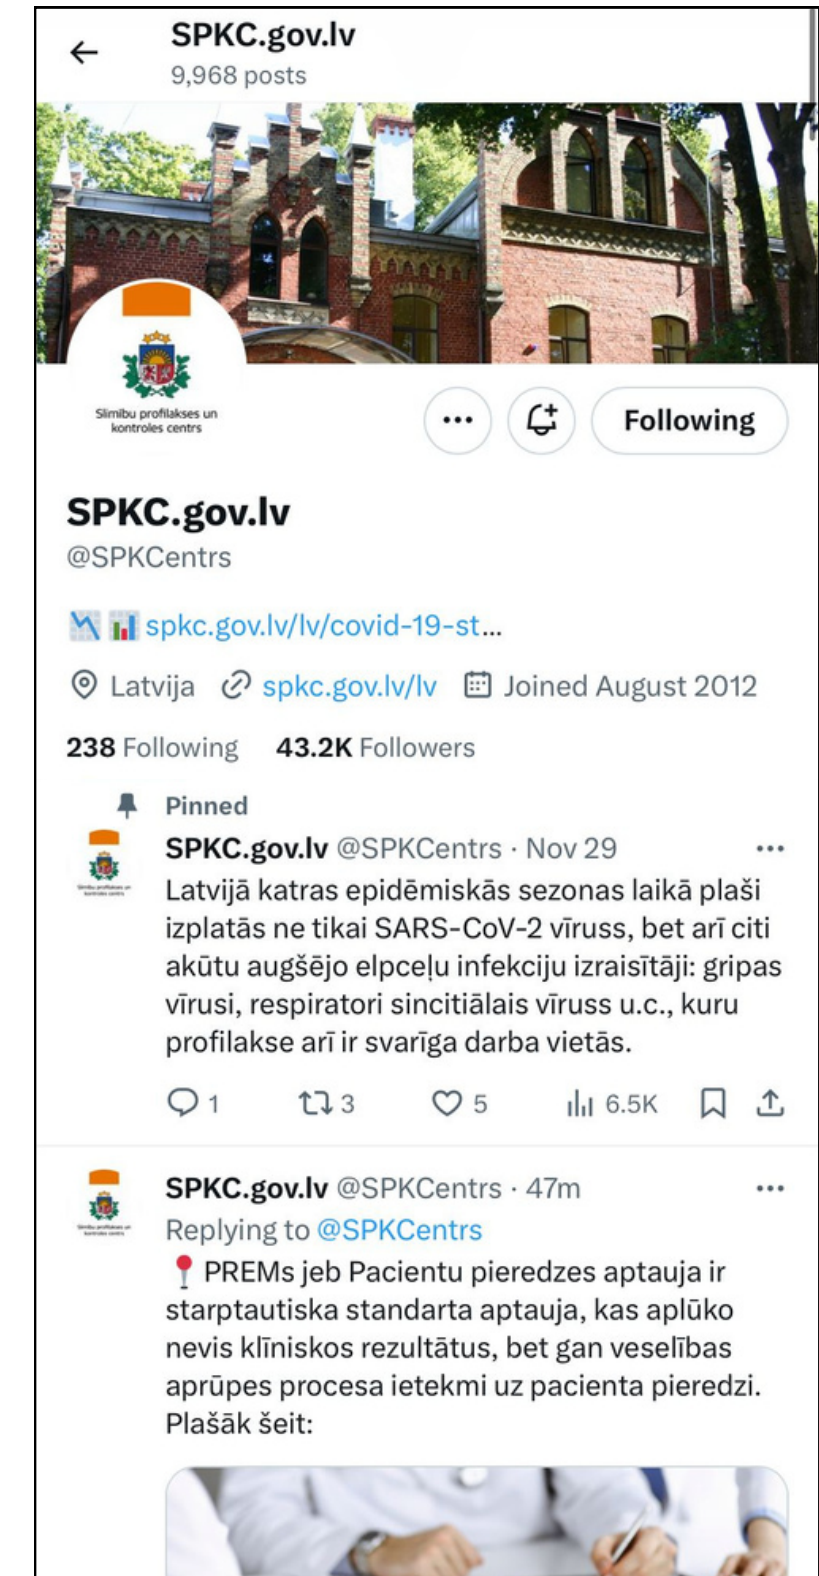 SPKC.gov.lv
9,968 posts
Slimību profilakses un
kontroles centrs
Following
SPKC.gov.lv
@SPKCentrs
spkc.gov.lv/lv/covid-19-st...
Latvija spkc.gov.lv/lv Joined August 2012
238 Following 43.2K Followers
Pinned
SPKC.gov.lv @SPKCentrs · Nov 29
Latvijā katras epidēmiskās sezonas laikā plaši
izplatās ne tikai SARS-CoV-2 vīruss, bet arī citi
akūtu augšējo elpceļu infekciju izraisītāji: gripas
vīrusi, respiratori sincitiālais vīruss u.c., kuru
profilakse arī ir svarīga darba vietās.
1 3 5 6.5K
SPKC.gov.lv @SPKCentrs · 47m
Replying to @SPKCentrs
PREMs jeb Pacientu pieredzes aptauja ir
starptautiska standarta aptauja, kas aplūko
nevis klīniskos rezultātus, bet gan veselības
aprūpes procesa ietekmi uz pacienta pieredzi.
Plašāk šeit: